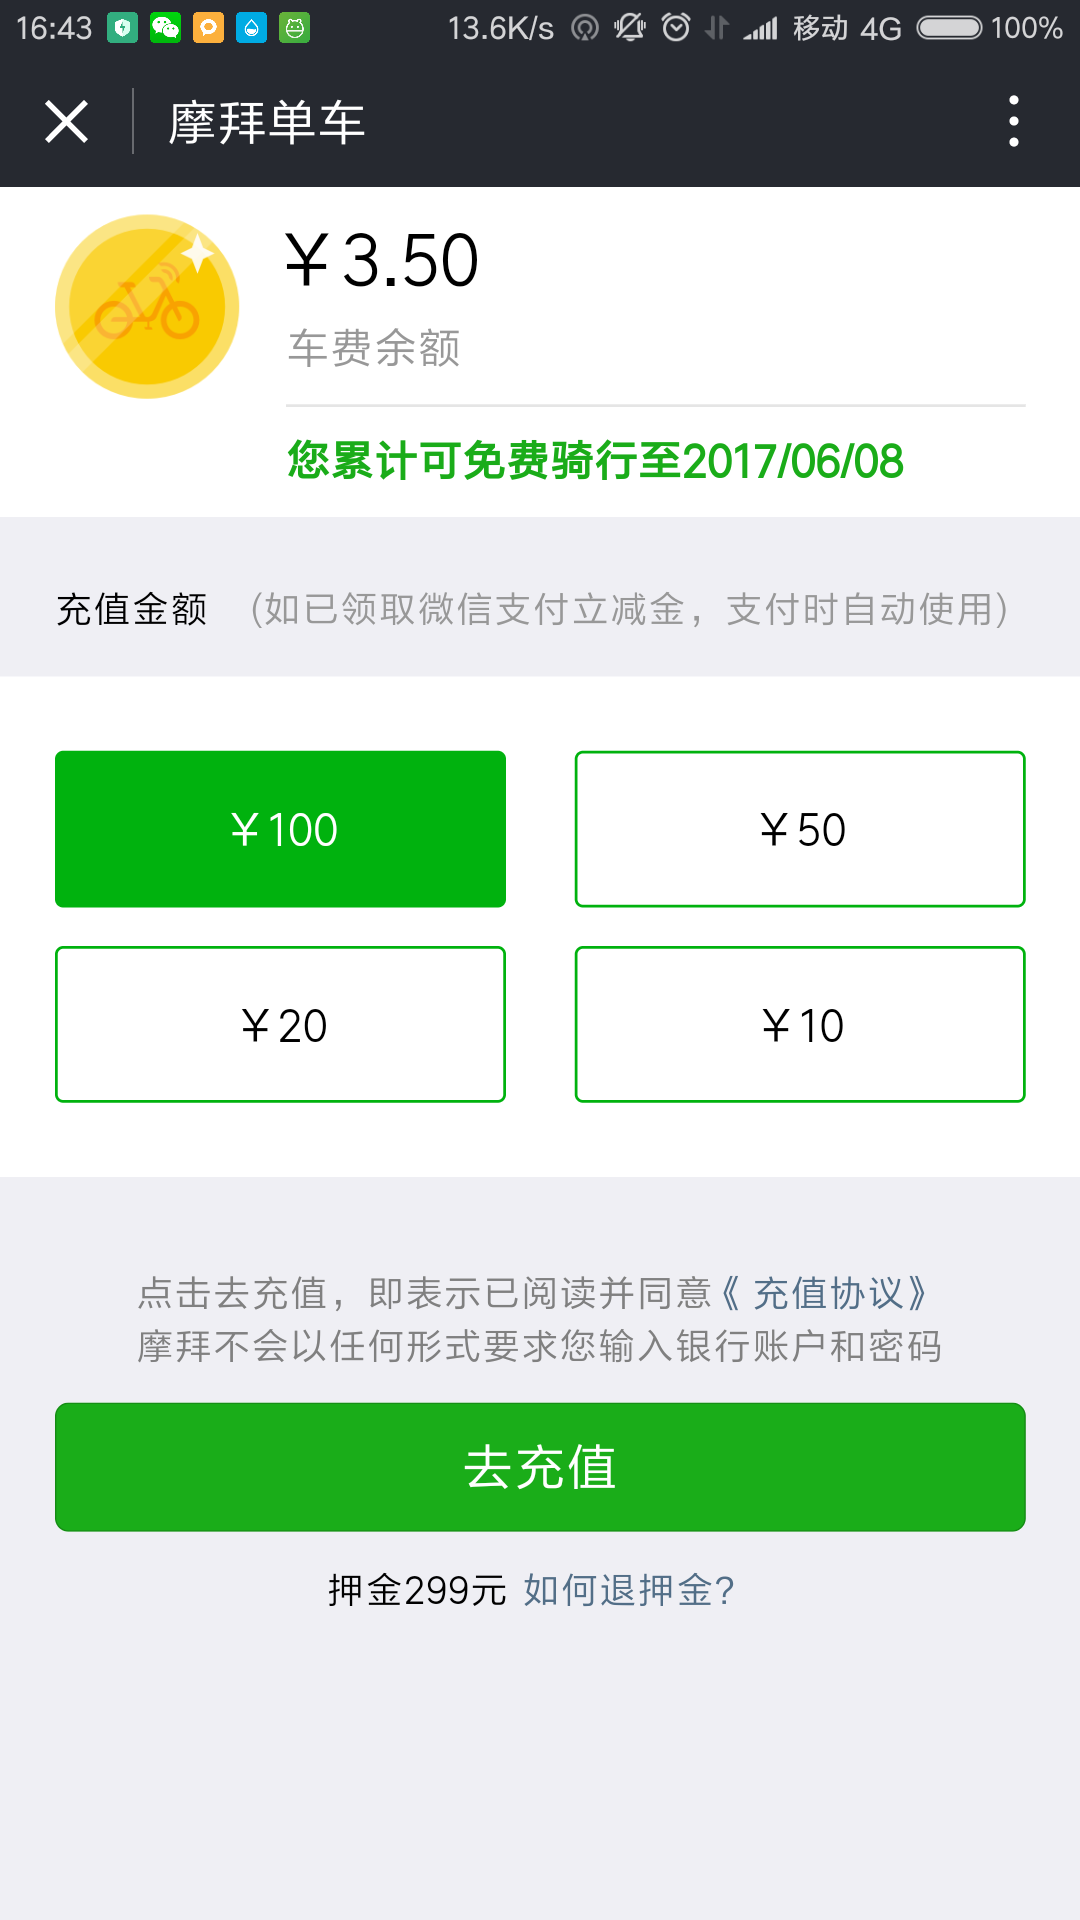 16:43 13.6K/s 移动 4G 100%
摩拜单车
￥3.50
车费余额
您累计可免费骑行至2017/06/08
充值金额 (如已领取微信支付立减金，支付时自动使用)
￥100 ￥50
￥20 ￥10
点击去充值，即表示已阅读并同意《 充值协议》
摩拜不会以任何形式要求您输入银行账户和密码
去充值
押金299元 如何退押金?